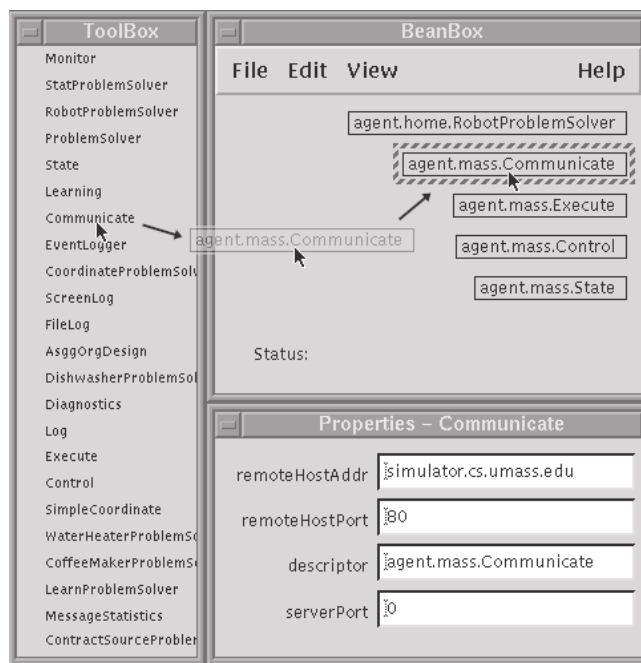 ToolBox
Monitor
StatProblemSolver
RobotProblemSolver
ProblemSolver
State
Learning
Communicate
EventLogger
CoordinateProblemSolv
ScreenLog
FileLog
AsggOrgDesign
DishwasherProblemSol
Diagnostics
Log
Execute
Control
SimpleCoordinate
WaterHeaterProblemSo
CoffeeMakerProblemSo
LearnProblemSolver
MessageStatistics
ContractSourceProblem
BeanBox
File Edit View Help
agent.home.RobotProblemSolver
agent.mass.Communicate
agent.mass.Execute
agent.mass.Communicate
agent.mass.Control
agent.mass.State
Status:
Properties – Communicate
remoteHostAddr simulator.cs.umass.edu
remoteHostPort 80
descriptor agent.mass.Communicate
serverPort 0